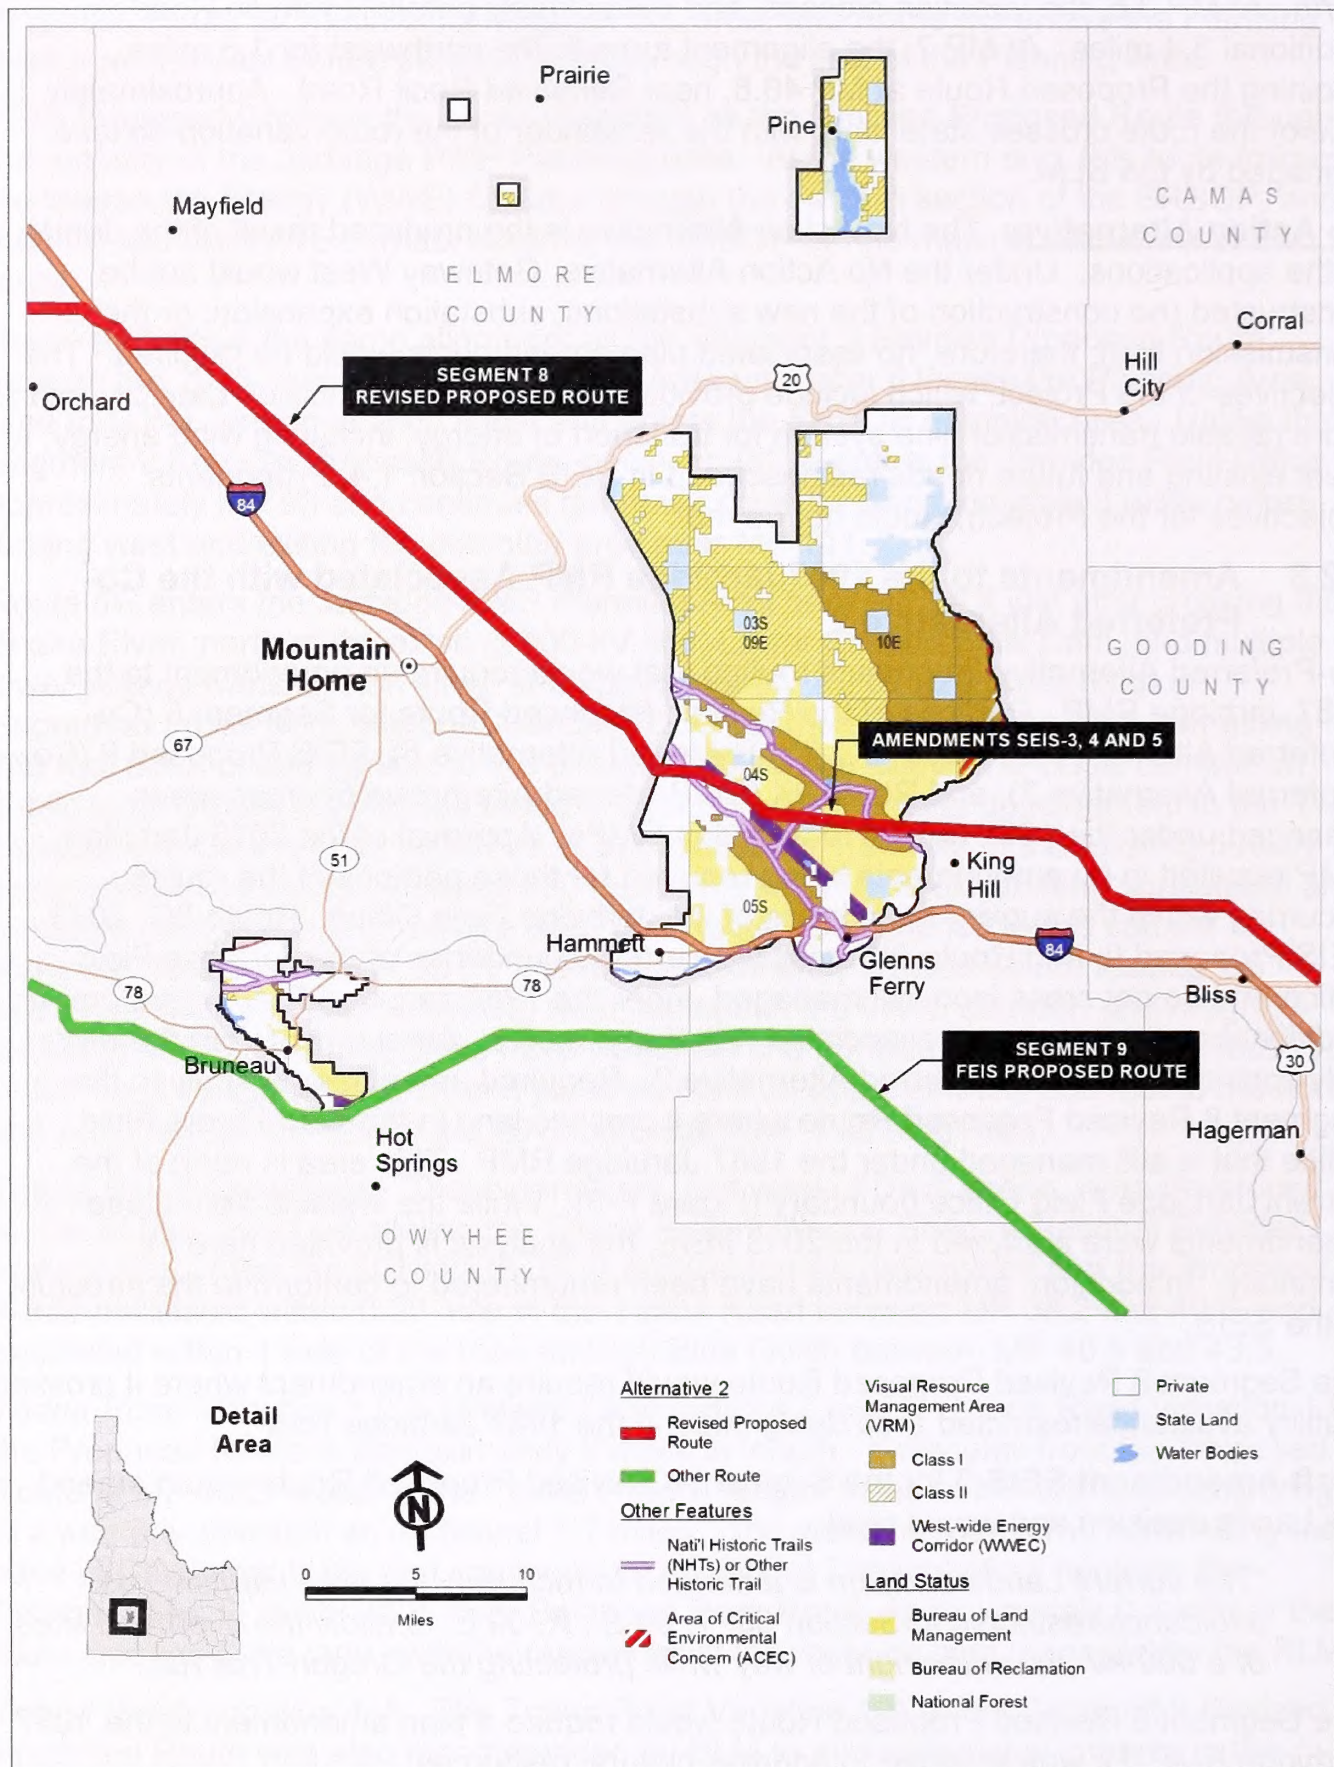 Prairie
Pine
Mayfield
CAMAS
COUNTY
ELMORE
COUNTY
Corral
Hill
City
20
SEGMENT 8
REVISED PROPOSED ROUTE
Orchard
84
03S
09E
10E
Mountain
Home
GOODING
COUNTY
67
AMENDMENTS SEIS-3, 4 AND 5
04S
51
King
Hill
05S
Hammett
84
Glenns
Ferry
78
78
Bliss
Bruneau
SEGMENT 9
FEIS PROPOSED ROUTE
30
Hagerman
Hot
Springs
OWYHEE
COUNTY
Detail
Area
N
0 5 10
Miles
Alternative 2
Revised Proposed
Route
Other Route
Other Features
Nat'l Historic Trails
(NHTs) or Other
Historic Trail
Area of Critical
Environmental
Concern (ACEC)
Visual Resource
Management Area
(VRM)
Class I
Class II
West-wide Energy
Corridor (WWEC)
Land Status
Bureau of Land
Management
Bureau of Reclamation
National Forest
Private
State Land
Water Bodies